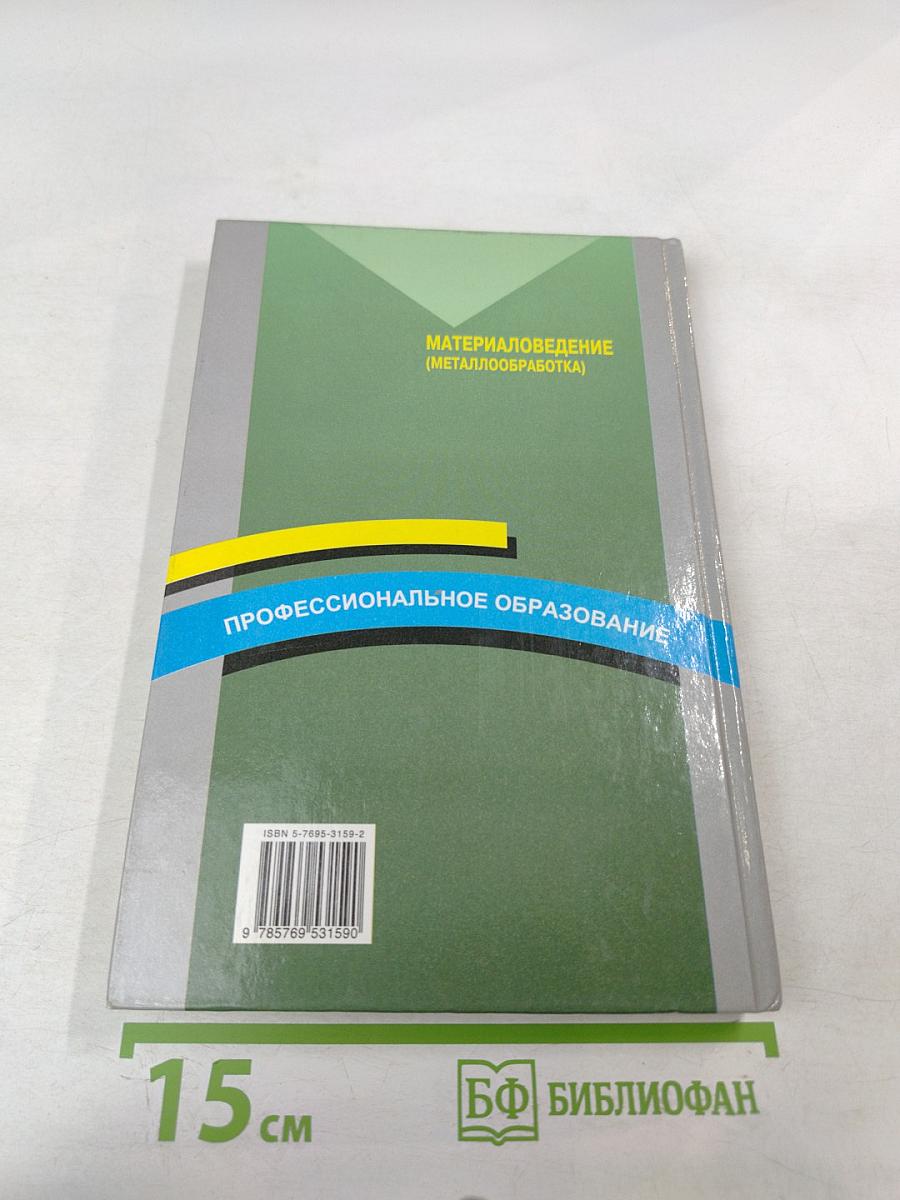 МАТЕРИАЛОВЕДЕНИЕ
(МЕТАЛЛООБРАБОТКА)
ПРОФЕССИОНАЛЬНОЕ ОБРАЗОВАНИЕ
ISBN 5-7695-3159-2
9 785769 531590
15 см
БФ БИБЛИОФАН